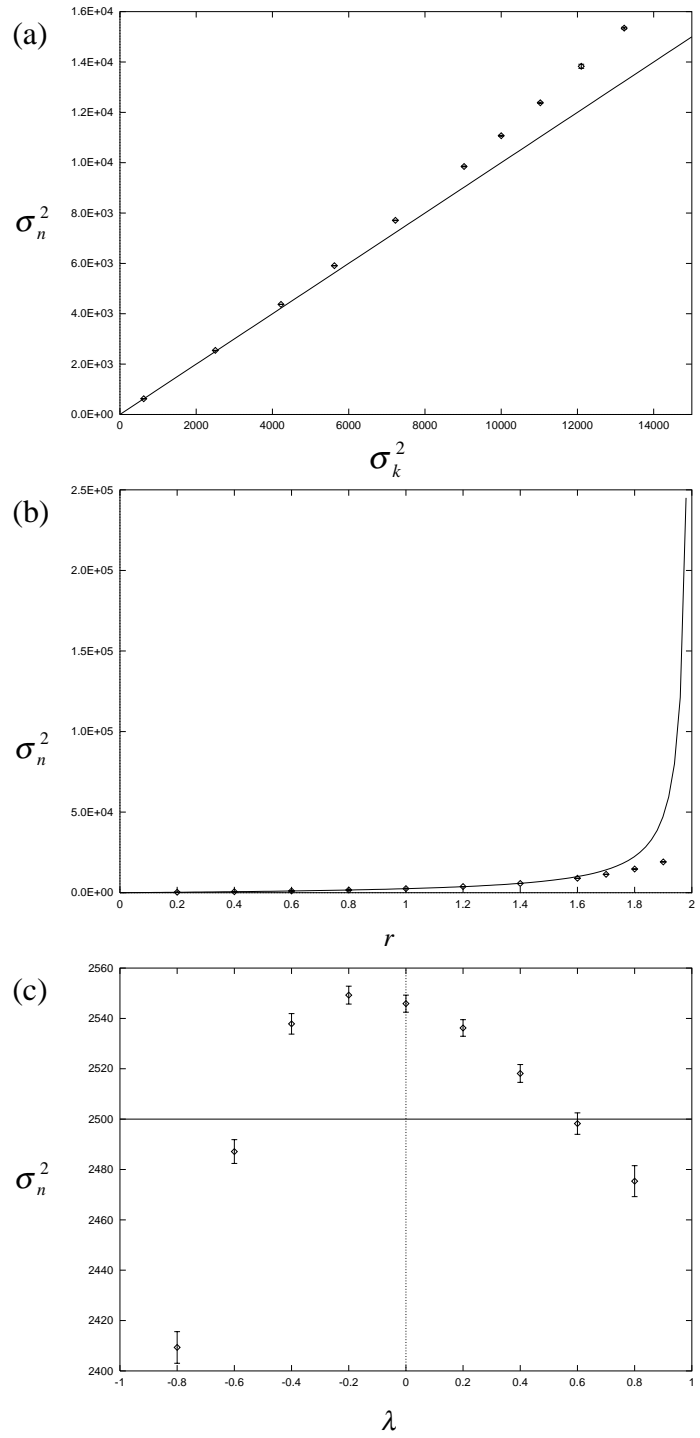 (a)
1.6E+04
1.4E+04
1.2E+04
1.0E+04
8.0E+03
6.0E+03
4.0E+03
2.0E+03
0.0E+00
σn²
0 2000 4000 6000 8000 10000 12000 14000
σk²
(b)
2.5E+05
2.0E+05
1.5E+05
1.0E+05
5.0E+04
0.0E+00
σn²
0 0.2 0.4 0.6 0.8 1 1.2 1.4 1.6 1.8 2
r
(c)
2560
2540
2520
2500
2480
2460
2440
2420
2400
σn²
-1 -0.8 -0.6 -0.4 -0.2 0 0.2 0.4 0.6 0.8 1
λ